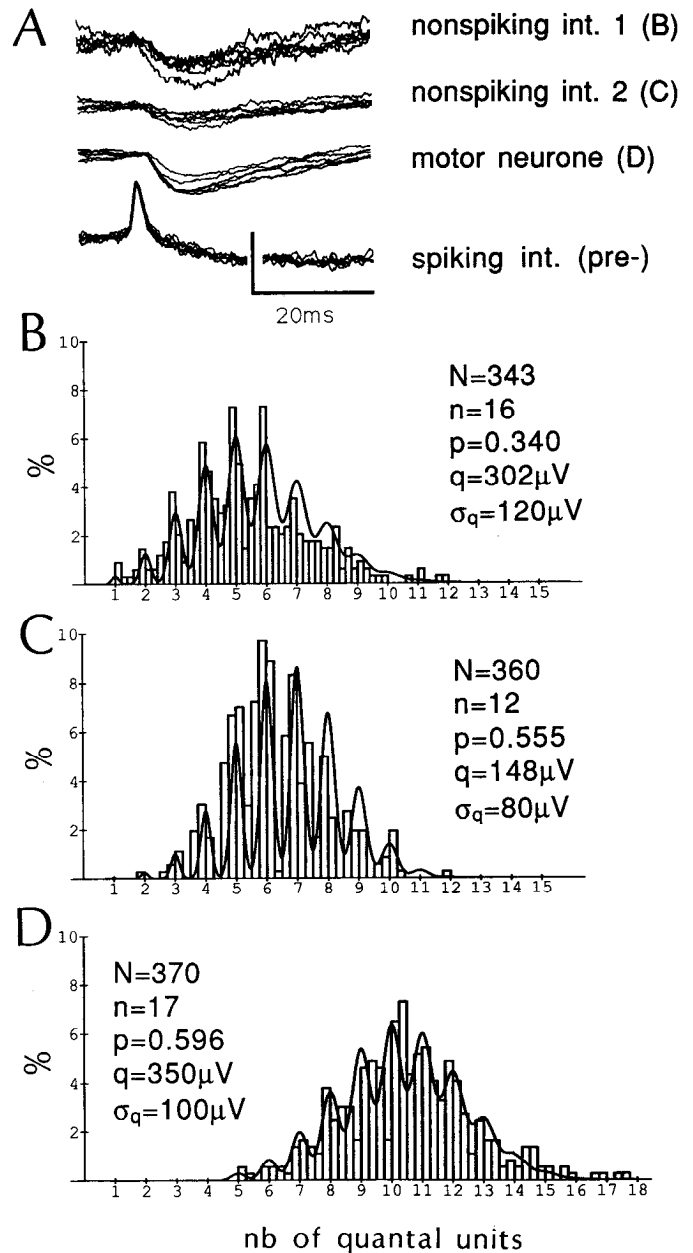 A
nonspiking int. 1 (B)
nonspiking int. 2 (C)
motor neurone (D)
spiking int. (pre-)
20ms
B
10
8
6
4
2
%
N=343
n=16
p=0.340
q=302μV
σq=120μV
1 2 3 4 5 6 7 8 9 10 11 12 13 14 15
C
10
8
6
4
2
%
N=360
n=12
p=0.555
q=148μV
σq=80μV
1 2 3 4 5 6 7 8 9 10 11 12 13 14 15
D
10
8
6
4
2
%
N=370
n=17
p=0.596
q=350μV
σq=100μV
1 2 3 4 5 6 7 8 9 10 11 12 13 14 15 16 17 18
nb of quantal units